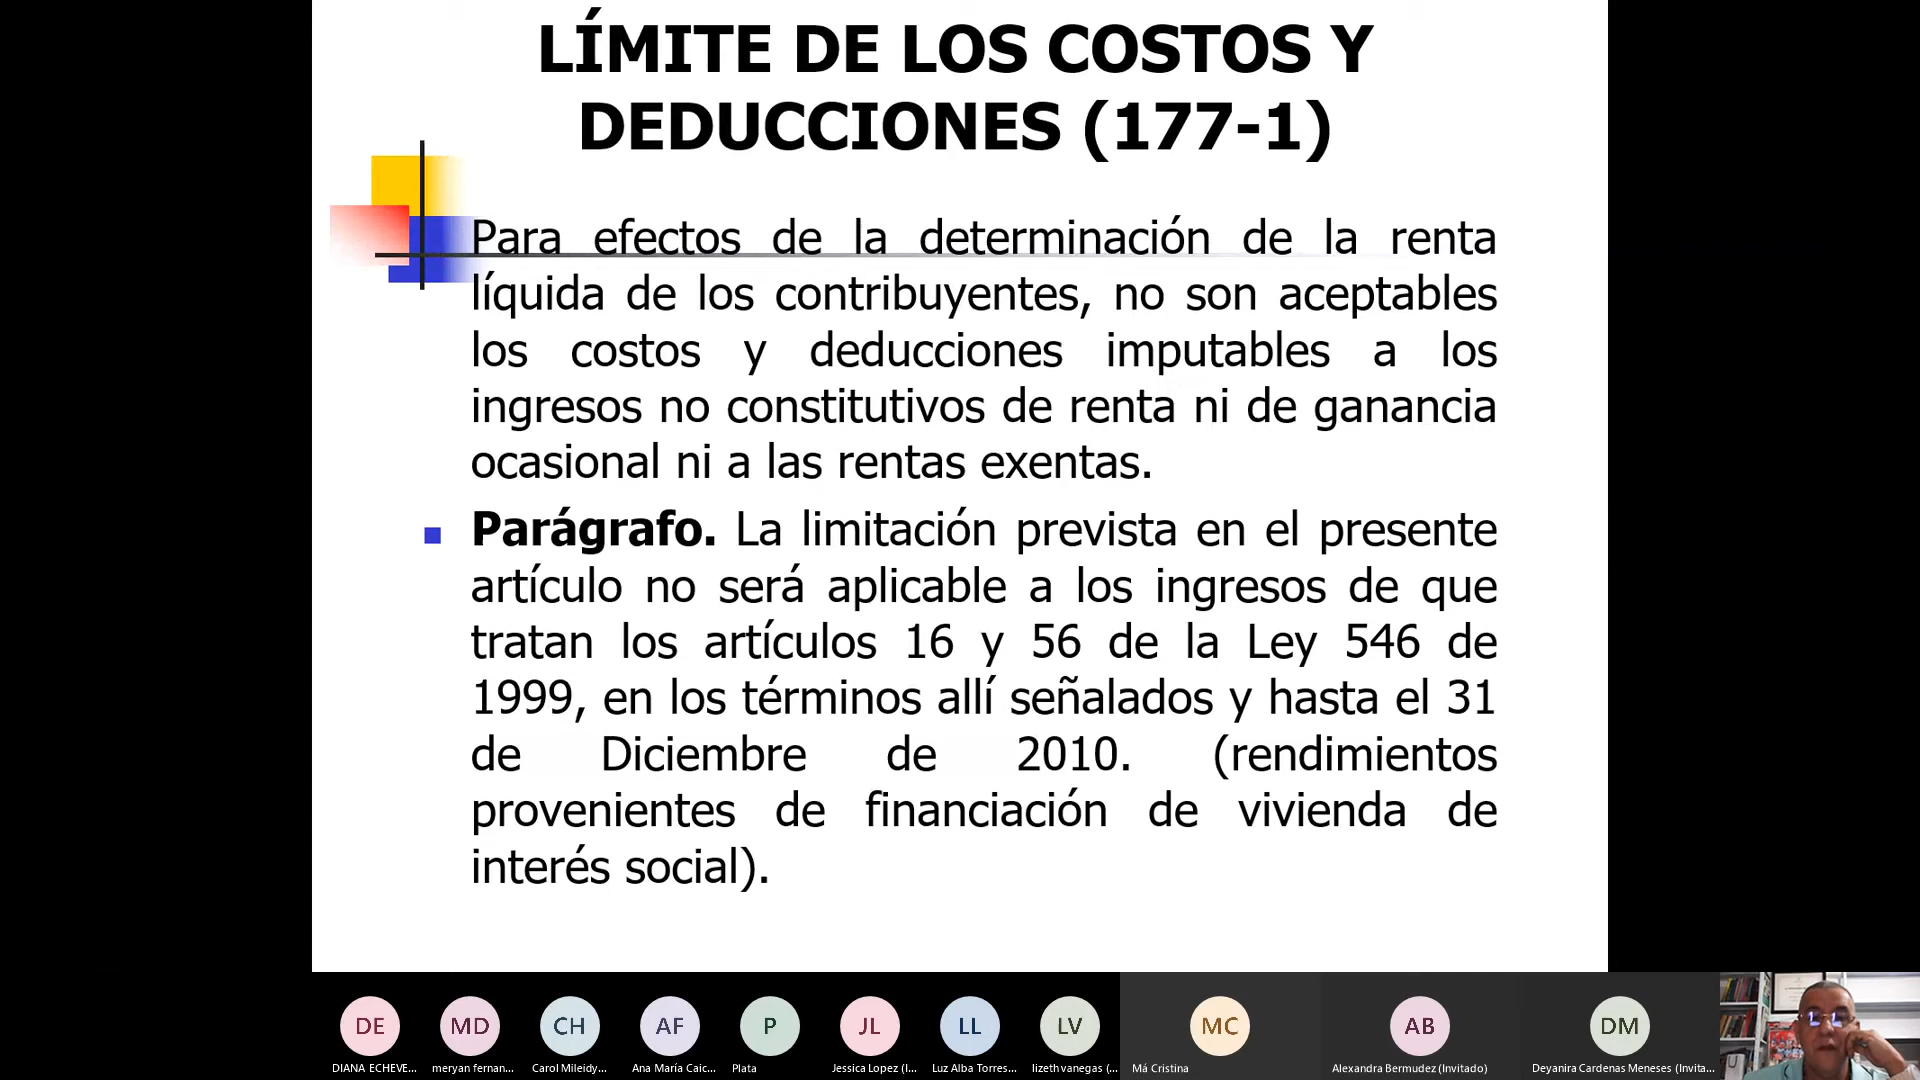 LÍMITE DE LOS COSTOS Y
DEDUCCIONES (177-1)
Para efectos de la determinación de la renta
líquida de los contribuyentes, no son aceptables
los costos y deducciones imputables a los
ingresos no constitutivos de renta ni de ganancia
ocasional ni a las rentas exentas.
Parágrafo. La limitación prevista en el presente
artículo no será aplicable a los ingresos de que
tratan los artículos 16 y 56 de la Ley 546 de
1999, en los términos allí señalados y hasta el 31
de Diciembre de 2010. (rendimientos
provenientes de financiación de vivienda de
interés social).
DE MD CH AF P JL LL LV MC AB DM
DIANA ECHEVE... meryan fernan... Carol Mileidy... Ana María Caic... Plata Jessica Lopez (I... Luz Alba Torres... lizeth vanegas (... Má Cristina Alexandra Bermudez (Invitado) Deyanira Cardenas Meneses (Invita...